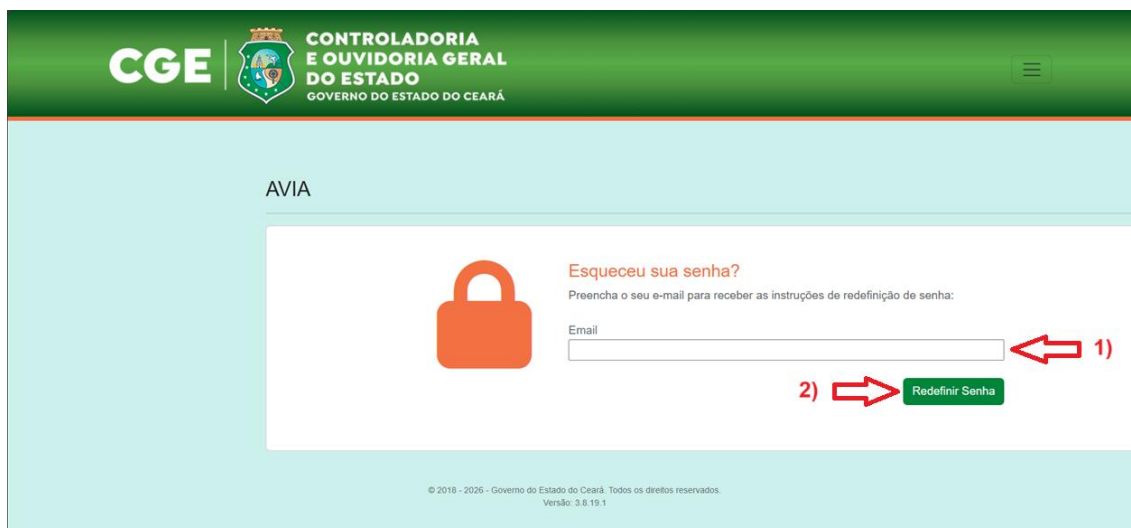 CGE
CONTROLADORIA
E OUVIDORIA GERAL
DO ESTADO
GOVERNO DO ESTADO DO CEARÁ
AVIA
Esqueceu sua senha?
Preencha o seu e-mail para receber as instruções de redefinição de senha:
Email
1)
2)
Redefinir Senha
© 2018 - 2026 - Governo do Estado do Ceará. Todos os direitos reservados.
Versão: 3.8.19.1